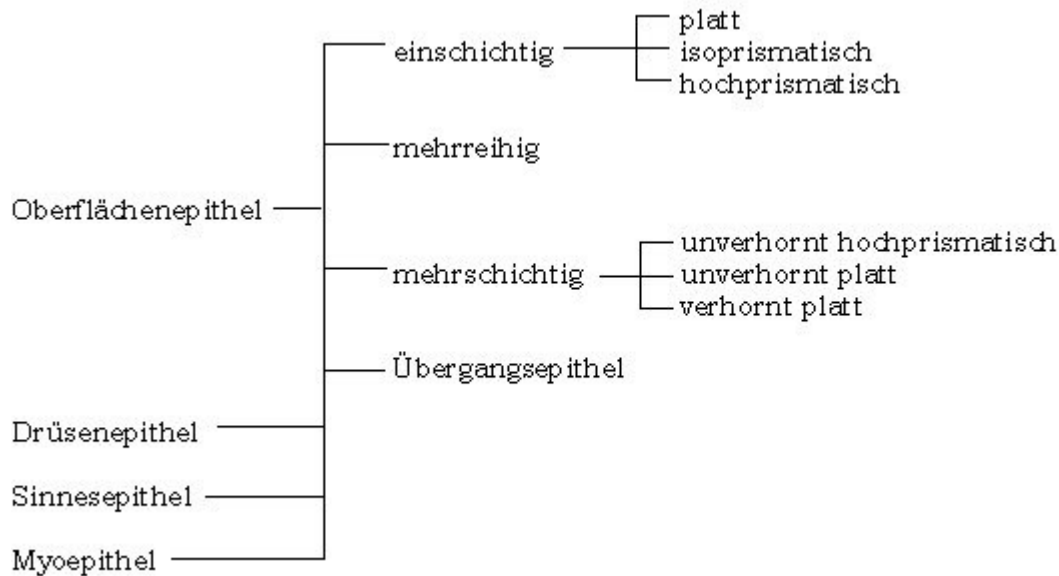 platt
einschichtig
isoprismatisch
hochprismatisch
mehrreihig
Oberflächenepithel
unverhornt hochprismatisch
mehrschichtig
unverhornt platt
verhornt platt
Übergangsepithel
Drüsenepithel
Sinnesepithel
Myoepithel